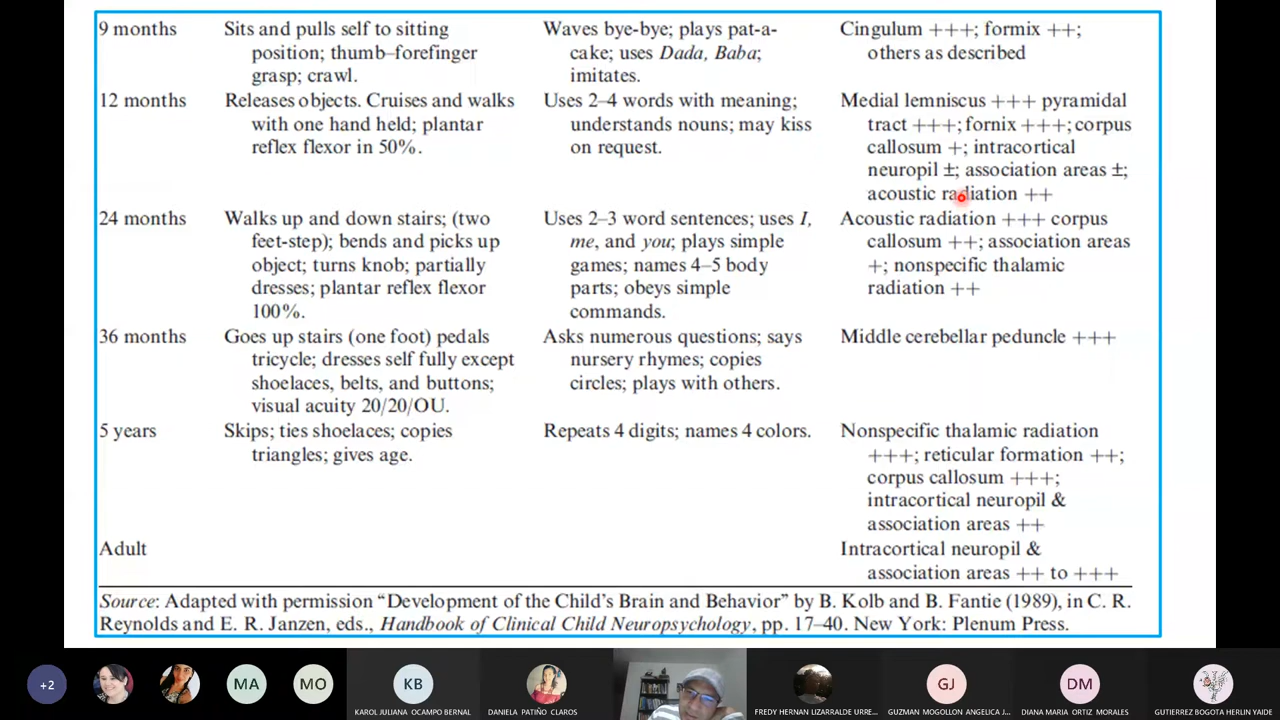 9 months Sits and pulls self to sitting position; thumb–forefinger grasp; crawl. Waves bye-bye; plays pat-a-cake; uses Dada, Baba; imitates. Cingulum +++; formix ++; others as described
12 months Releases objects. Cruises and walks with one hand held; plantar reflex flexor in 50%. Uses 2–4 words with meaning; understands nouns; may kiss on request. Medial lemniscus +++ pyramidal tract +++; fornix +++; corpus callosum +; intracortical neuropil ±; association areas ±; acoustic radiation ++
24 months Walks up and down stairs; (two feet-step); bends and picks up object; turns knob; partially dresses; plantar reflex flexor 100%. Uses 2–3 word sentences; uses I, me, and you; plays simple games; names 4–5 body parts; obeys simple commands. Acoustic radiation +++ corpus callosum ++; association areas +; nonspecific thalamic radiation ++
36 months Goes up stairs (one foot) pedals tricycle; dresses self fully except shoelaces, belts, and buttons; visual acuity 20/20/OU. Asks numerous questions; says nursery rhymes; copies circles; plays with others. Middle cerebellar peduncle +++
5 years Skips; ties shoelaces; copies triangles; gives age. Repeats 4 digits; names 4 colors. Nonspecific thalamic radiation +++; reticular formation ++; corpus callosum +++; intracortical neuropil & association areas ++
Adult Intracortical neuropil & association areas ++ to +++
Source: Adapted with permission “Development of the Child’s Brain and Behavior” by B. Kolb and B. Fantie (1989), in C. R.
Reynolds and E. R. Janzen, eds., Handbook of Clinical Child Neuropsychology, pp. 17–40. New York: Plenum Press.
+2 MA MO KB GJ DM
KAROL JULIANA OCAMPO BERNAL
DANIELA PATIÑO CLAROS
FREDY HERNAN LIZARRALDE URRE...
GUZMAN MOGOLLON ANGELICA J...
DIANA MARIA ORTIZ MORALES
GUTIERREZ BOGOTA HERLIN YAIDE